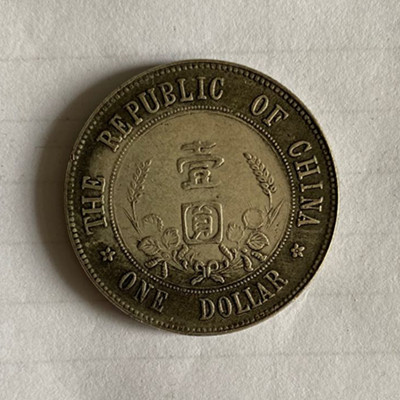 THE REPUBLIC OF CHINA
壹
圓
ONE DOLLAR